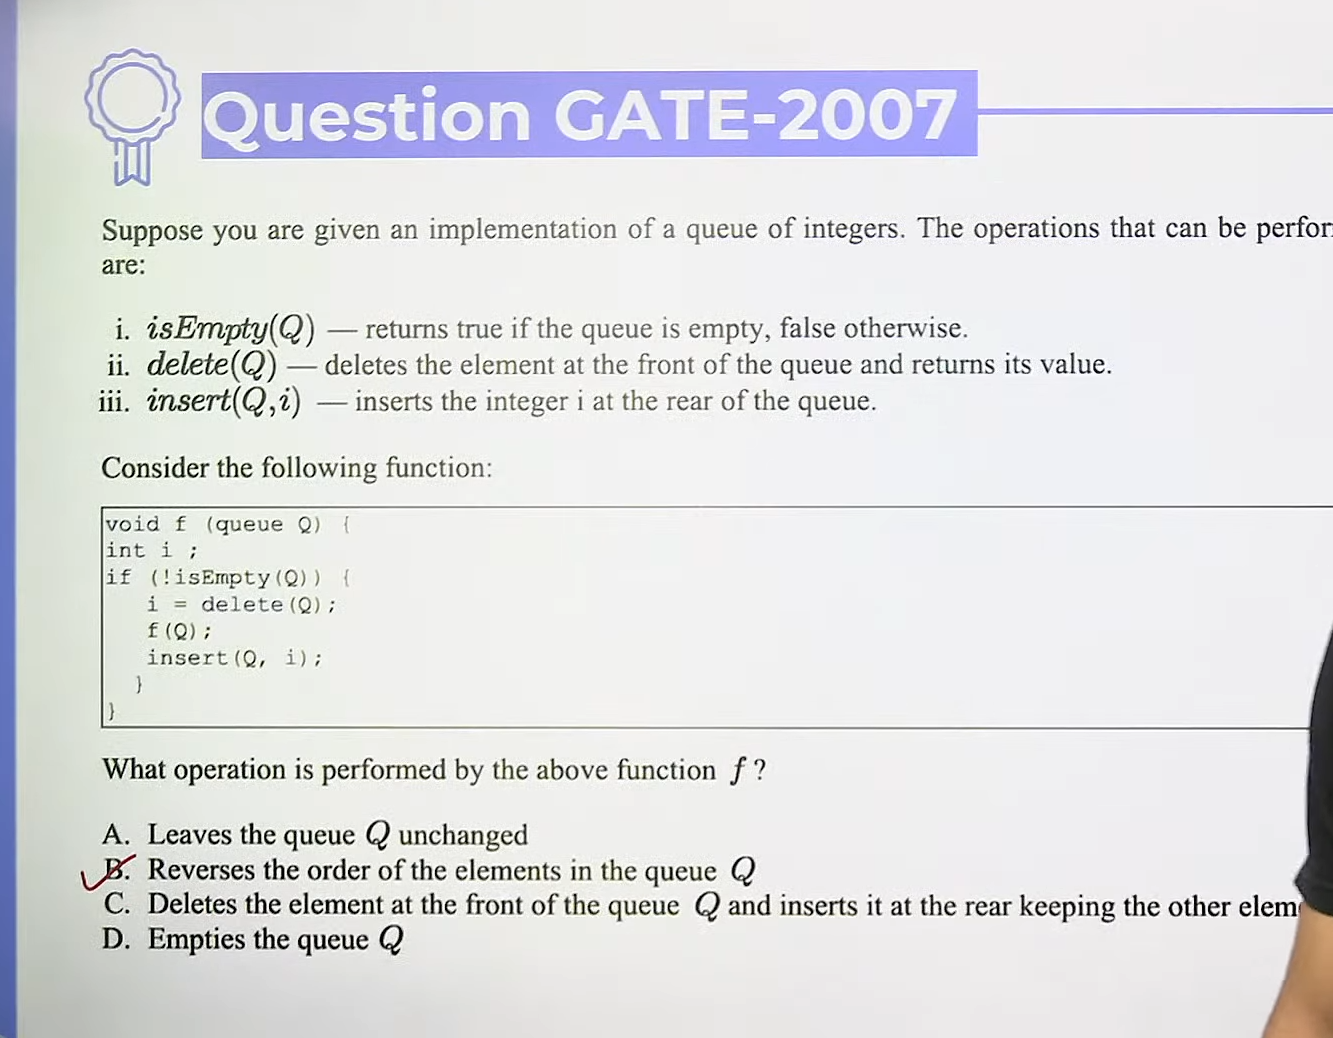 Question GATE-2007
Suppose you are given an implementation of a queue of integers. The operations that can be
are:
i. isEmpty(Q) — returns true if the queue is empty, false otherwise.
ii. delete(Q) — deletes the element at the front of the queue and returns its value.
iii. insert(Q,i) — inserts the integer i at the rear of the queue.
Consider the following function:
void f (queue Q) {
int i ;
if (!isEmpty(Q)) {
i = delete(Q);
f(Q);
insert(Q, i);
}
}
What operation is performed by the above function f ?
A. Leaves the queue Q unchanged
B. Reverses the order of the elements in the queue Q
C. Deletes the element at the front of the queue Q and inserts it at the rear keeping the other
D. Empties the queue Q